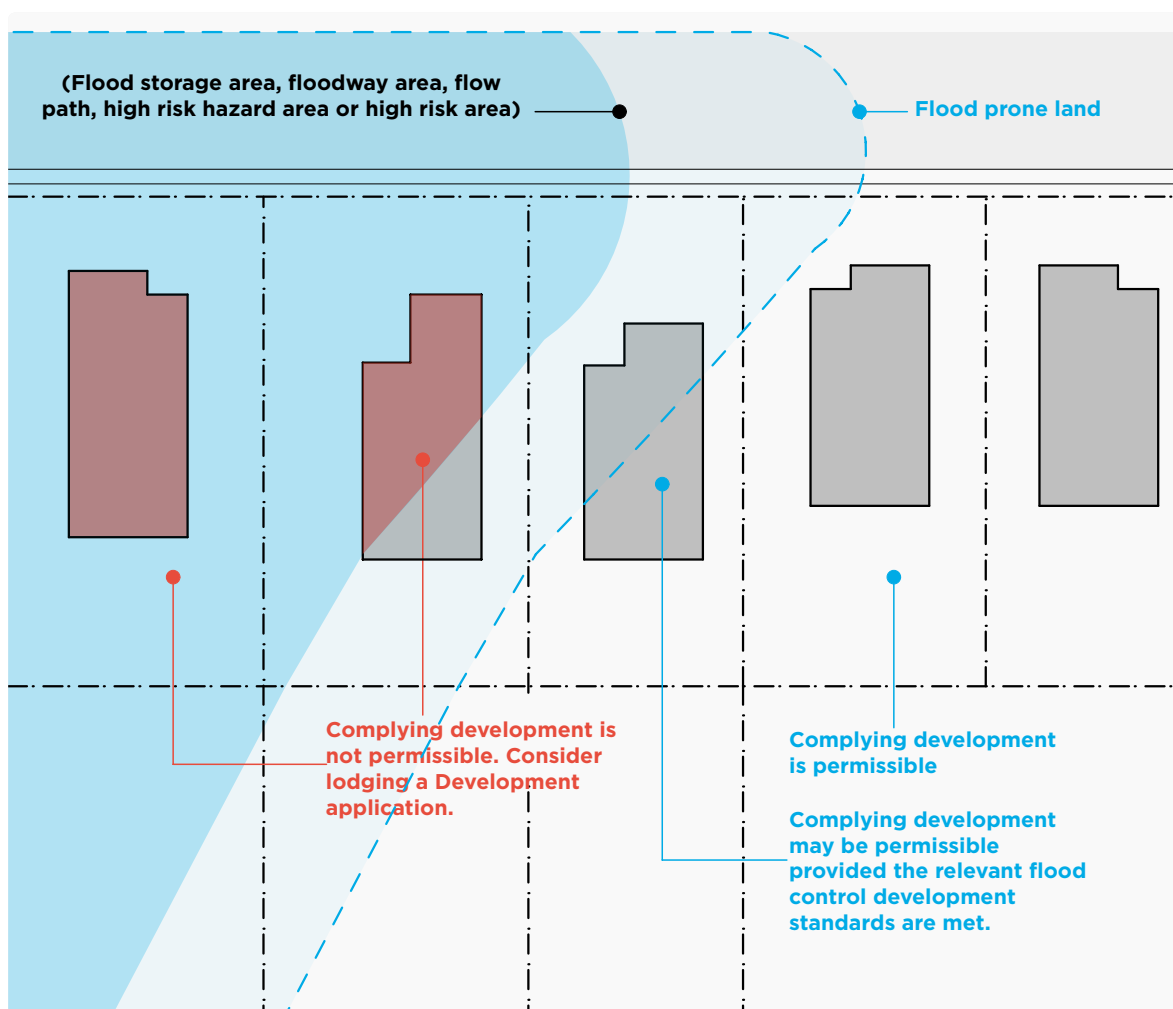 (Flood storage area, floodway area, flow
path, high risk hazard area or high risk area)
Flood prone land
Complying development is
not permissible. Consider
lodging a Development
application.
Complying development
is permissible
Complying development
may be permissible
provided the relevant flood
control development
standards are met.